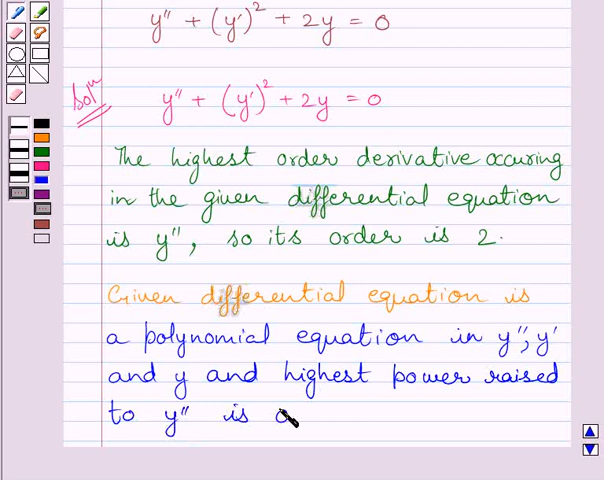 y'' + (y')² + 2y = 0
Solⁿ y'' + (y')² + 2y = 0
The highest order derivative occuring
in the given differential equation
is y'', so its order is 2.
Given differential equation is
a polynomial equation in y'', y'
and y and highest power raised
to y'' is